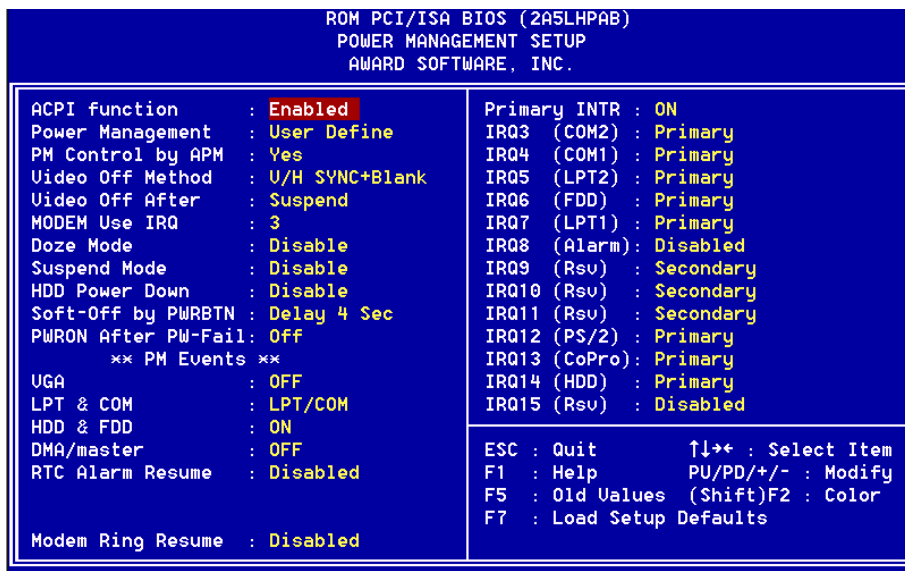 ROM PCI/ISA BIOS (2A5LHPAB)
POWER MANAGEMENT SETUP
AWARD SOFTWARE, INC.
ACPI function : Enabled
Power Management : User Define
PM Control by APM : Yes
Video Off Method : V/H SYNC+Blank
Video Off After : Suspend
MODEM Use IRQ : 3
Doze Mode : Disable
Suspend Mode : Disable
HDD Power Down : Disable
Soft-Off by PWRBTN : Delay 4 Sec
PWRON After PW-Fail: Off
** PM Events **
VGA : OFF
LPT & COM : LPT/COM
HDD & FDD : ON
DMA/master : OFF
RTC Alarm Resume : Disabled
Modem Ring Resume : Disabled
Primary INTR : ON
IRQ3 (COM2) : Primary
IRQ4 (COM1) : Primary
IRQ5 (LPT2) : Primary
IRQ6 (FDD) : Primary
IRQ7 (LPT1) : Primary
IRQ8 (Alarm): Disabled
IRQ9 (Rsv) : Secondary
IRQ10 (Rsv) : Secondary
IRQ11 (Rsv) : Secondary
IRQ12 (PS/2) : Primary
IRQ13 (CoPro): Primary
IRQ14 (HDD) : Primary
IRQ15 (Rsv) : Disabled
ESC : Quit ↑↓→← : Select Item
F1 : Help PU/PD/+/- : Modify
F5 : Old Values (Shift)F2 : Color
F7 : Load Setup Defaults